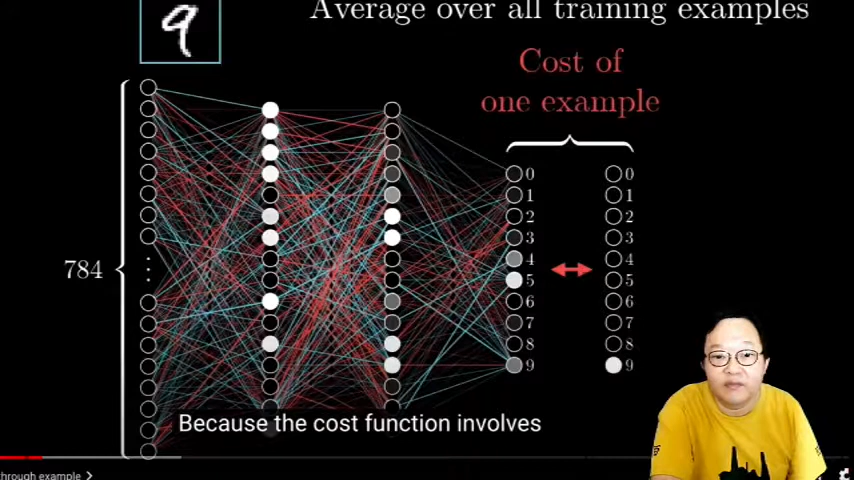 9
Average over all training examples
Cost of
one example
784
0 0
1 1
2 2
3 3
4 4
5 5
6 6
7 7
8 8
9 9
Because the cost function involves
through example >